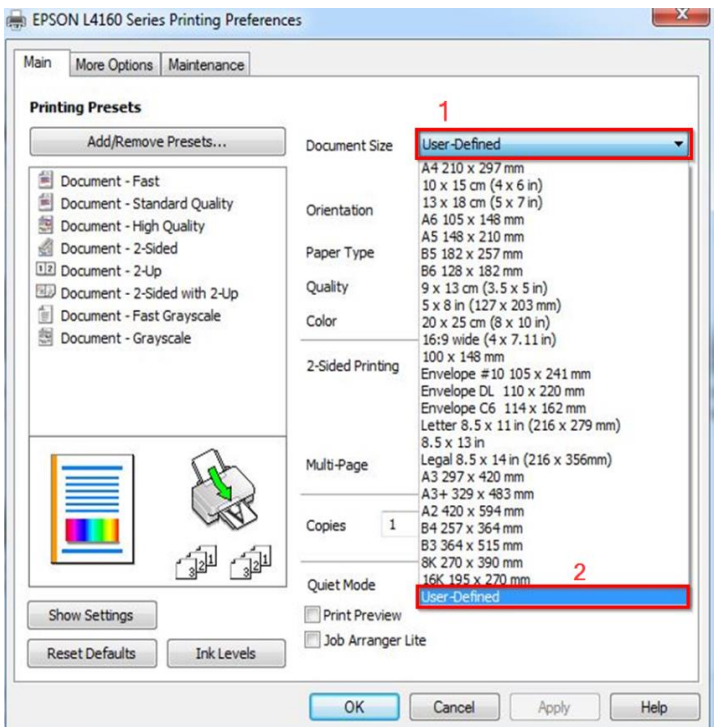 EPSON L4160 Series Printing Preferences
Main
More Options
Maintenance
Printing Presets
Add/Remove Presets...
Document - Fast
Document - Standard Quality
Document - High Quality
Document - 2-Sided
Document - 2-Up
Document - 2-Sided with 2-Up
Document - Fast Grayscale
Document - Grayscale
Show Settings
Reset Defaults
Ink Levels
1
Document Size
User-Defined
Orientation
Paper Type
Quality
Color
2-Sided Printing
Multi-Page
Copies
1
Quiet Mode
Print Preview
Job Arranger Lite
A4 210 x 297 mm
10 x 15 cm (4 x 6 in)
13 x 18 cm (5 x 7 in)
A6 105 x 148 mm
A5 148 x 210 mm
B5 182 x 257 mm
B6 128 x 182 mm
9 x 13 cm (3.5 x 5 in)
5 x 8 in (127 x 203 mm)
20 x 25 cm (8 x 10 in)
16:9 wide (4 x 7.11 in)
100 x 148 mm
Envelope #10 105 x 241 mm
Envelope DL 110 x 220 mm
Envelope C6 114 x 162 mm
Letter 8.5 x 11 in (216 x 279 mm)
8.5 x 13 in
Legal 8.5 x 14 in (216 x 356mm)
A3 297 x 420 mm
A3+ 329 x 483 mm
A2 420 x 594 mm
B4 257 x 364 mm
B3 364 x 515 mm
8K 270 x 390 mm
16K 195 x 270 mm
2
User-Defined
3 2 1
3 2 1
OK
Cancel
Apply
Help